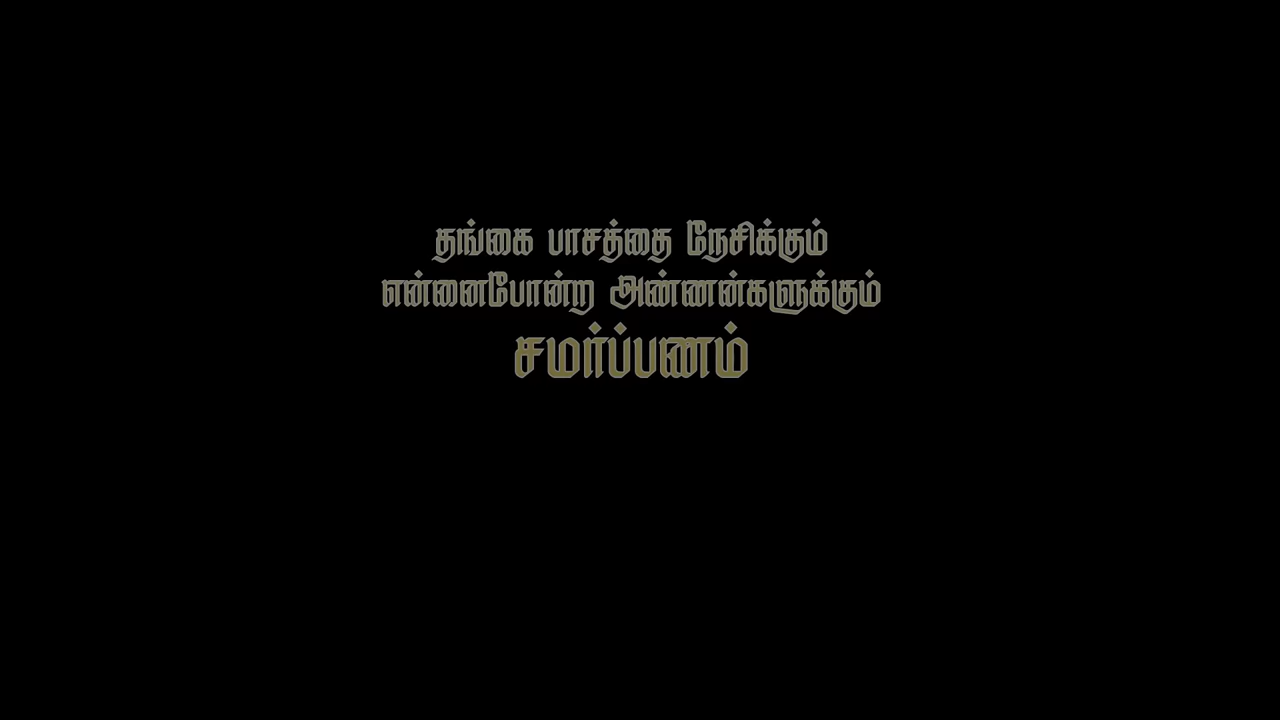 தங்கை பாசத்தை நேசிக்கும்
என்னைபோன்ற அண்ணன்களுக்கும்
சமர்ப்பணம்